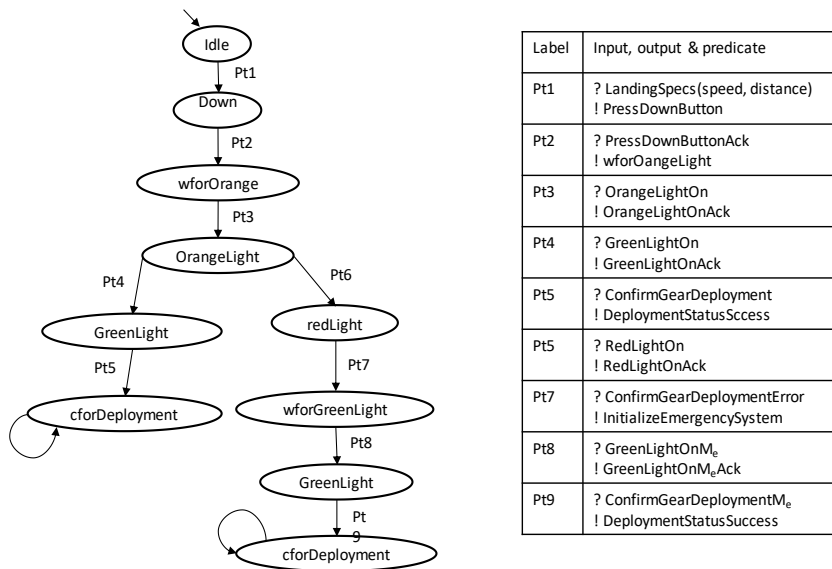 Idle
Pt1
Down
Pt2
wforOrange
Pt3
OrangeLight
Pt4
Pt6
GreenLight
redLight
Pt5
Pt7
cforDeployment
wforGreenLight
Pt8
GreenLight
Pt
9
cforDeployment
Label Input, output & predicate
Pt1 ? LandingSpecs(speed, distance)
! PressDownButton
Pt2 ? PressDownButtonAck
! wforOangeLight
Pt3 ? OrangeLightOn
! OrangeLightOnAck
Pt4 ? GreenLightOn
! GreenLightOnAck
Pt5 ? ConfirmGearDeployment
! DeploymentStatusSccess
Pt5 ? RedLightOn
! RedLightOnAck
Pt7 ? ConfirmGearDeploymentError
! InitializeEmergencySystem
Pt8 ? GreenLightOnMe
! GreenLightOnMeAck
Pt9 ? ConfirmGearDeploymentMe
! DeploymentStatusSuccess